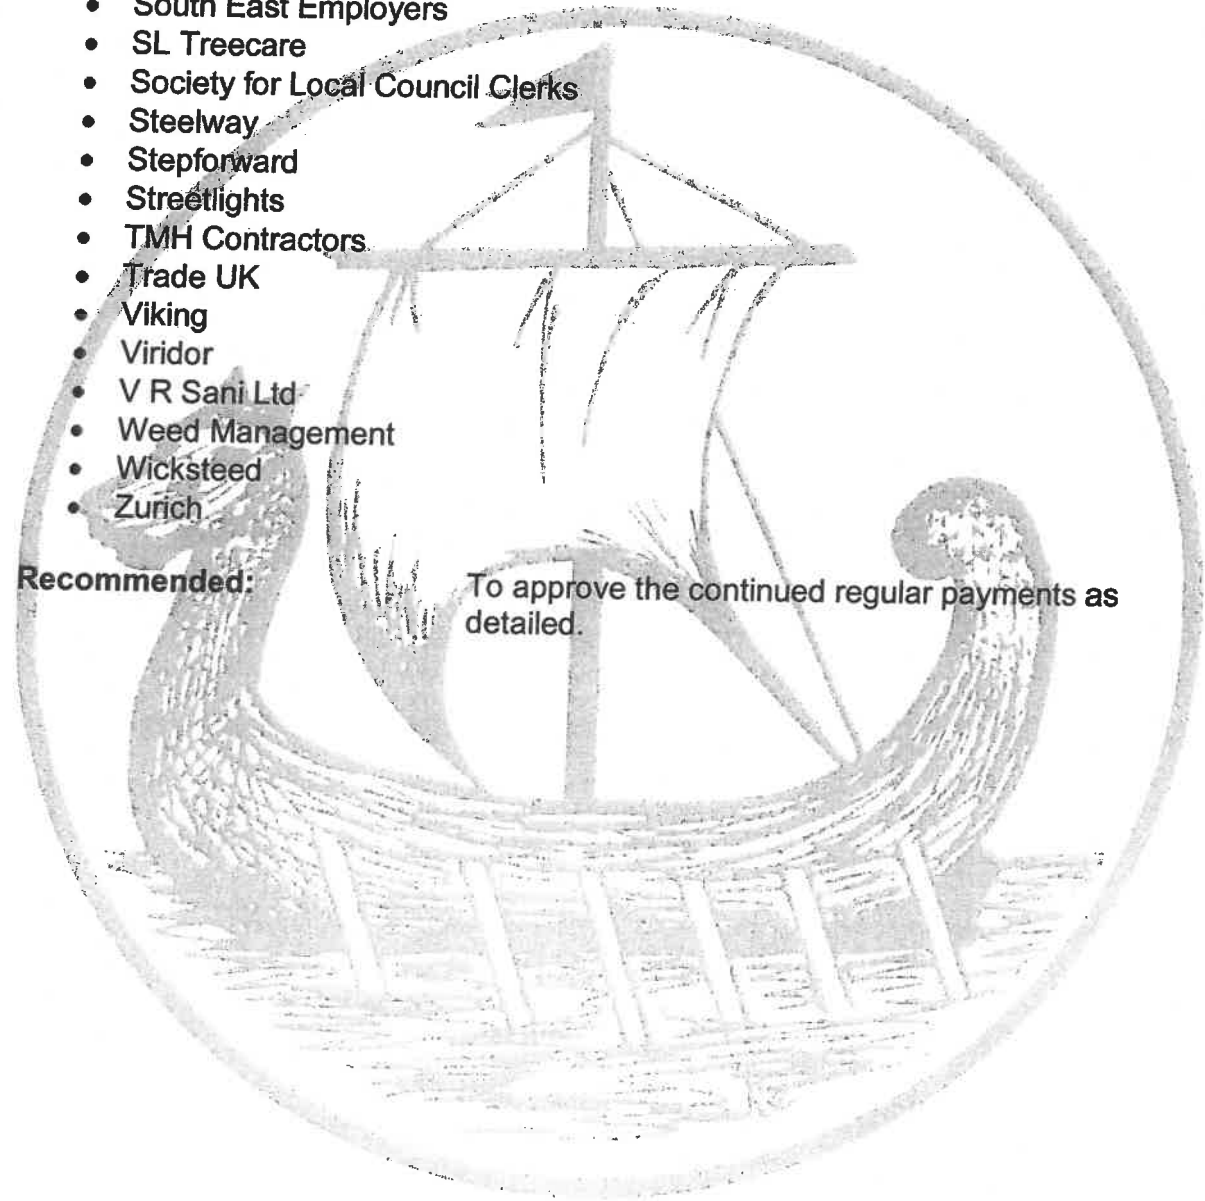 • South East Employers
• SL Treecare
• Society for Local Council Clerks
• Steelway
• Stepforward
• Streetlights
• TMH Contractors
• Trade UK
• Viking
• Viridor
• V R Sani Ltd
• Weed Management
• Wicksteed
• Zurich
Recommended: To approve the continued regular payments as
detailed.